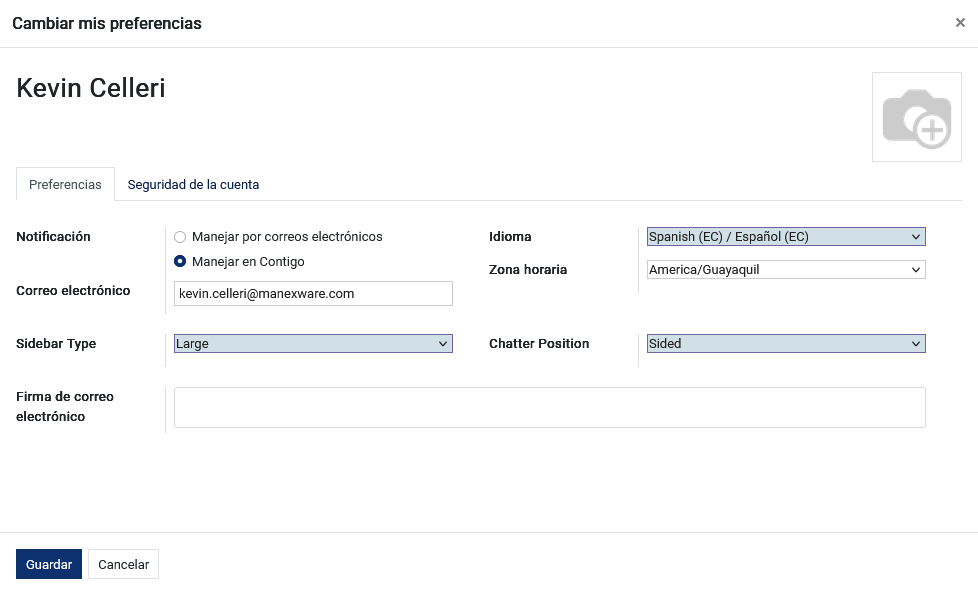 Cambiar mis preferencias
×
Kevin Celleri
Preferencias
Seguridad de la cuenta
Notificación
Manejar por correos electrónicos
Manejar en Contigo
Correo electrónico
kevin.celleri@manexware.com
Idioma
Spanish (EC) / Español (EC)
Zona horaria
America/Guayaquil
Sidebar Type
Large
Chatter Position
Sided
Firma de correo
electrónico
Guardar
Cancelar